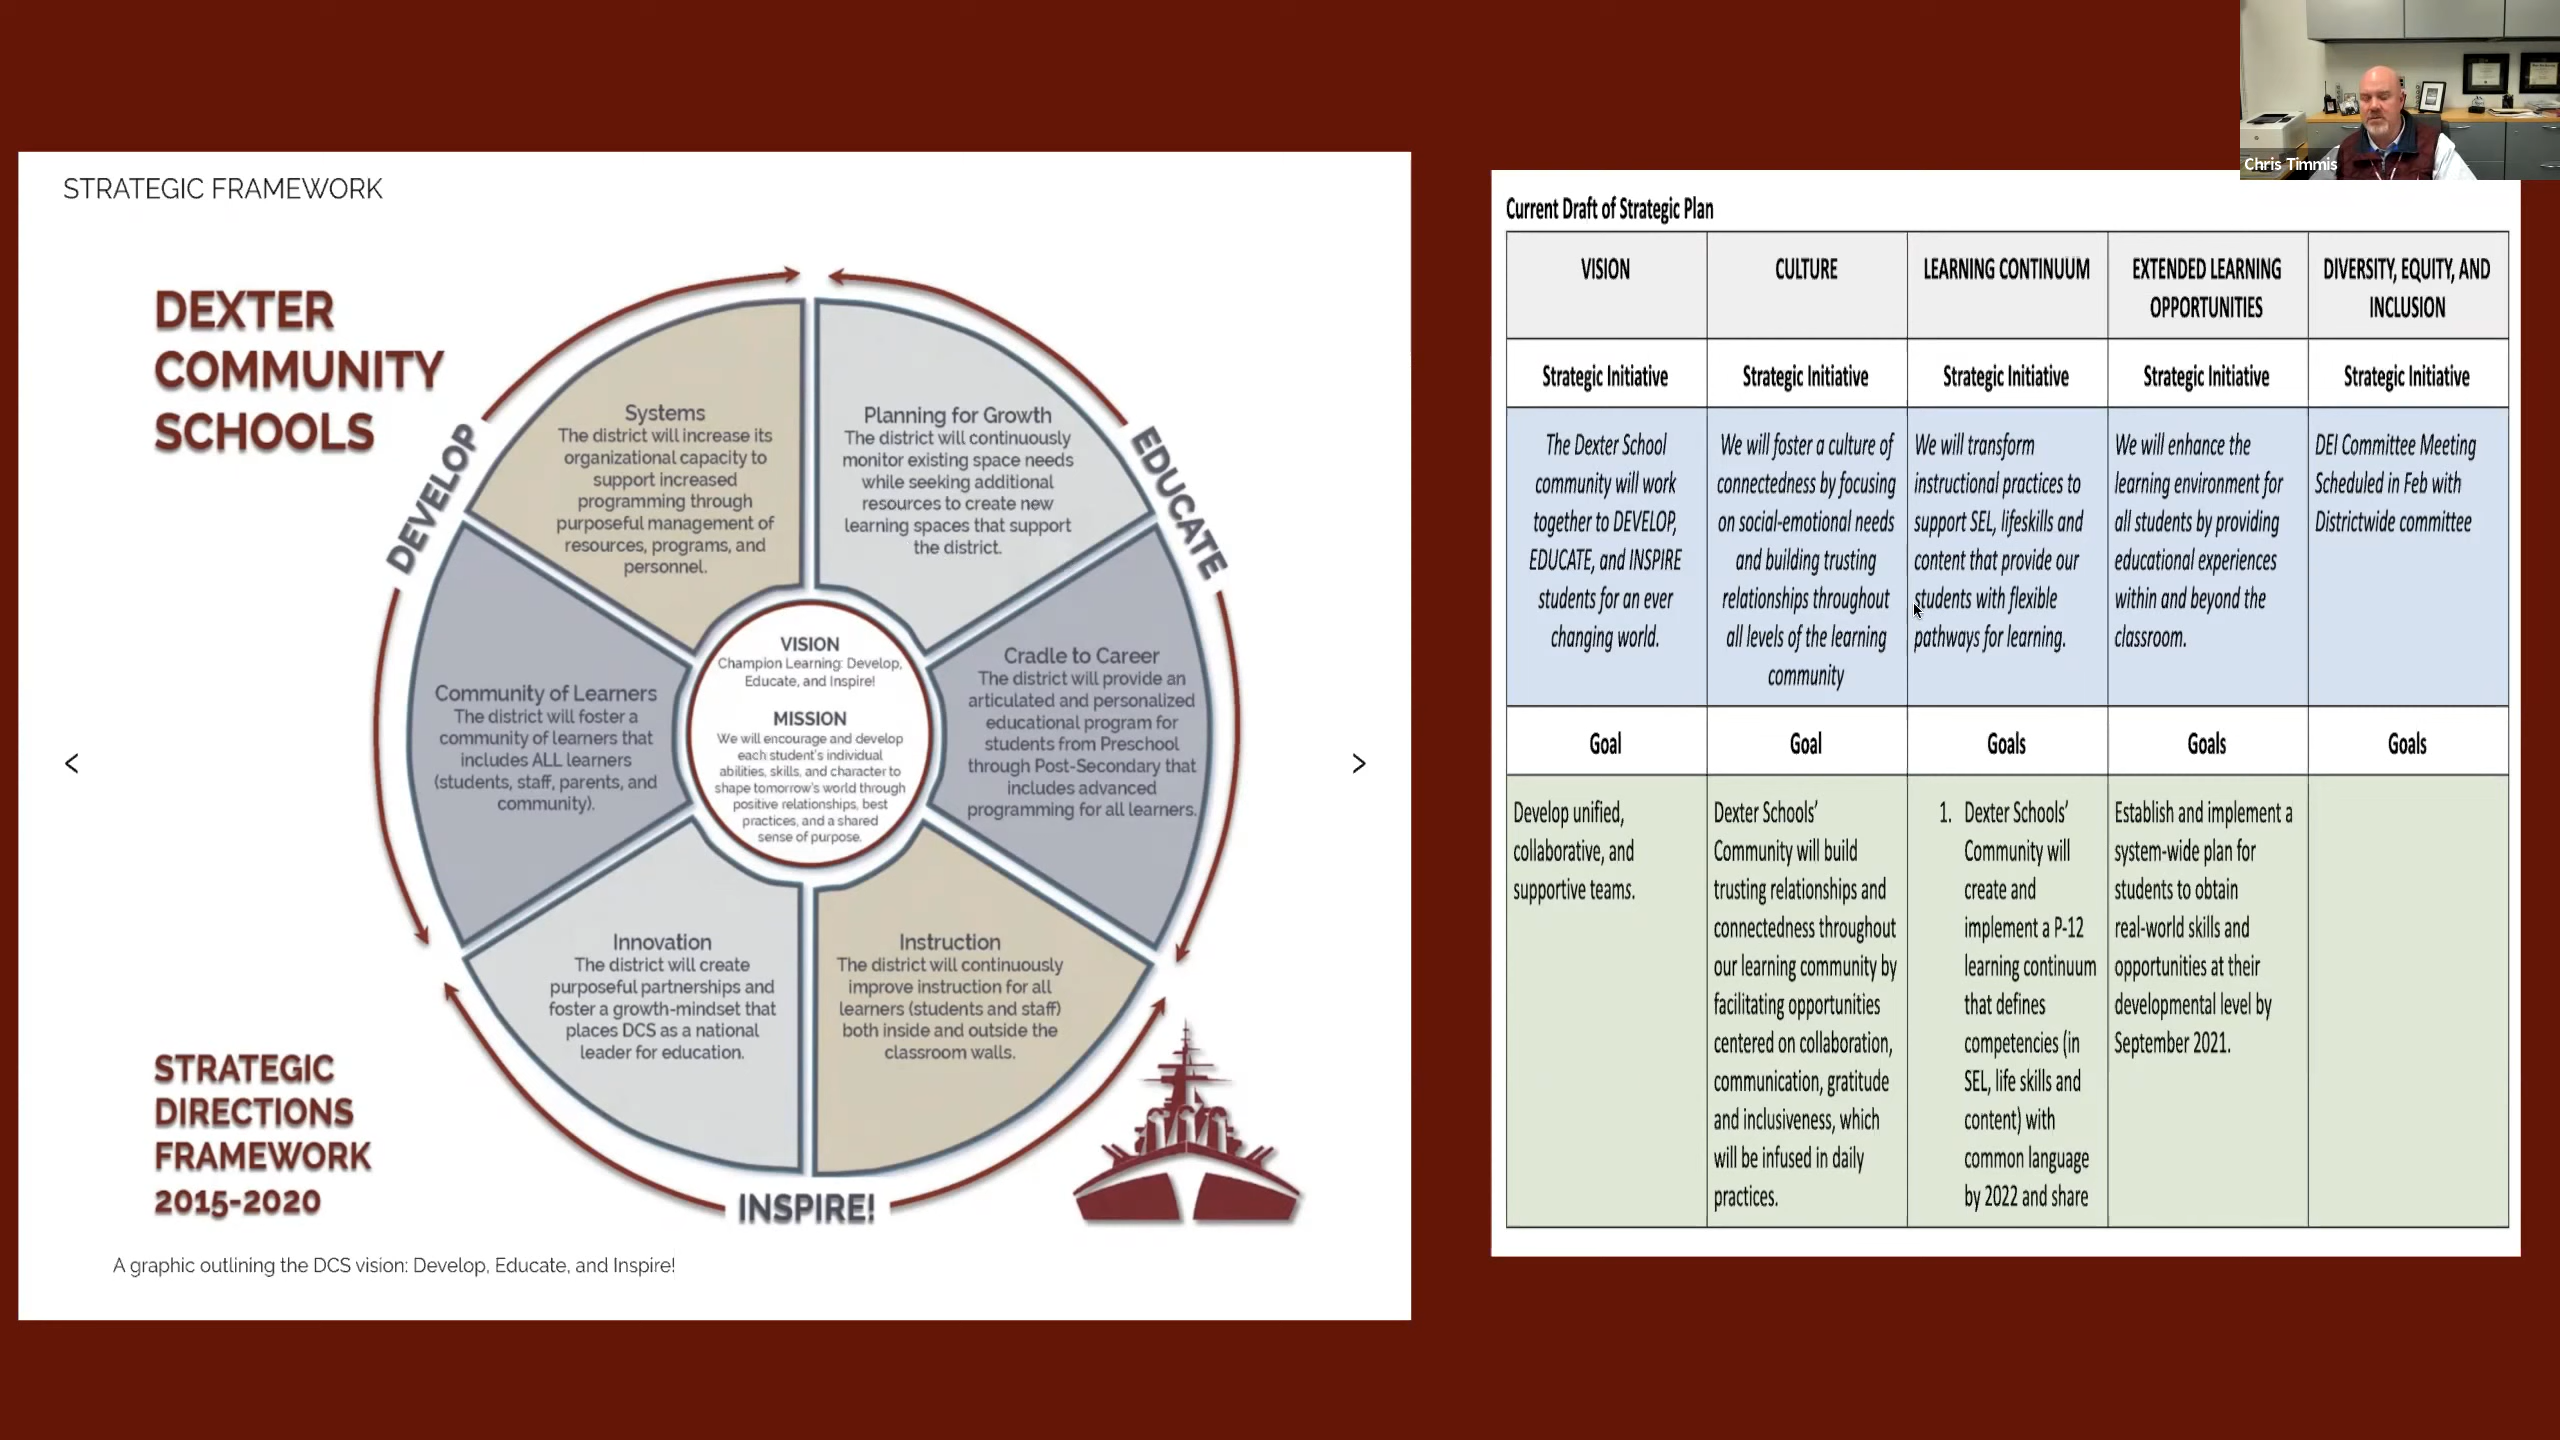 Chris Timmis
STRATEGIC FRAMEWORK
DEXTER
COMMUNITY
SCHOOLS
DEVELOP
EDUCATE
INSPIRE!
Systems
The district will increase its
organizational capacity to
support increased
programming through
purposeful management of
resources, programs, and
personnel.
Planning for Growth
The district will continuously
monitor existing space needs
while seeking additional
resources to create new
learning spaces that support
the district.
Community of Learners
The district will foster a
community of learners that
includes ALL learners
(students, staff, parents, and
community).
VISION
Champion Learning: Develop,
Educate, and Inspire!
MISSION
We will encourage and develop
each student's individual
abilities, skills, and character to
shape tomorrow's world through
positive relationships, best
practices, and a shared
sense of purpose.
Cradle to Career
The district will provide an
articulated and personalized
educational program for
students from Preschool
through Post-Secondary that
includes advanced
programming for all learners.
Innovation
The district will create
purposeful partnerships and
foster a growth-mindset that
places DCS as a national
leader for education.
Instruction
The district will continuously
improve instruction for all
learners (students and staff)
both inside and outside the
classroom walls.
STRATEGIC
DIRECTIONS
FRAMEWORK
2015-2020
A graphic outlining the DCS vision: Develop, Educate, and Inspire!
Current Draft of Strategic Plan
VISION
CULTURE
LEARNING CONTINUUM
EXTENDED LEARNING
OPPORTUNITIES
DIVERSITY, EQUITY, AND
INCLUSION
Strategic Initiative
Strategic Initiative
Strategic Initiative
Strategic Initiative
Strategic Initiative
The Dexter School
community will work
together to DEVELOP,
EDUCATE, and INSPIRE
students for an ever
changing world.
We will foster a culture of
connectedness by focusing
on social-emotional needs
and building trusting
relationships throughout
all levels of the learning
community
We will transform
instructional practices to
support SEL, lifeskills and
content that provide our
students with flexible
pathways for learning.
We will enhance the
learning environment for
all students by providing
educational experiences
within and beyond the
classroom.
DEI Committee Meeting
Scheduled in Feb with
Districtwide committee
Goal
Goal
Goals
Goals
Goals
Develop unified,
collaborative, and
supportive teams.
Dexter Schools'
Community will build
trusting relationships and
connectedness throughout
our learning community by
facilitating opportunities
centered on collaboration,
communication, gratitude
and inclusiveness, which
will be infused in daily
practices.
1. Dexter Schools'
Community will
create and
implement a P-12
learning continuum
that defines
competencies (in
SEL, life skills and
content) with
common language
by 2022 and share
Establish and implement a
system-wide plan for
students to obtain
real-world skills and
opportunities at their
developmental level by
September 2021.